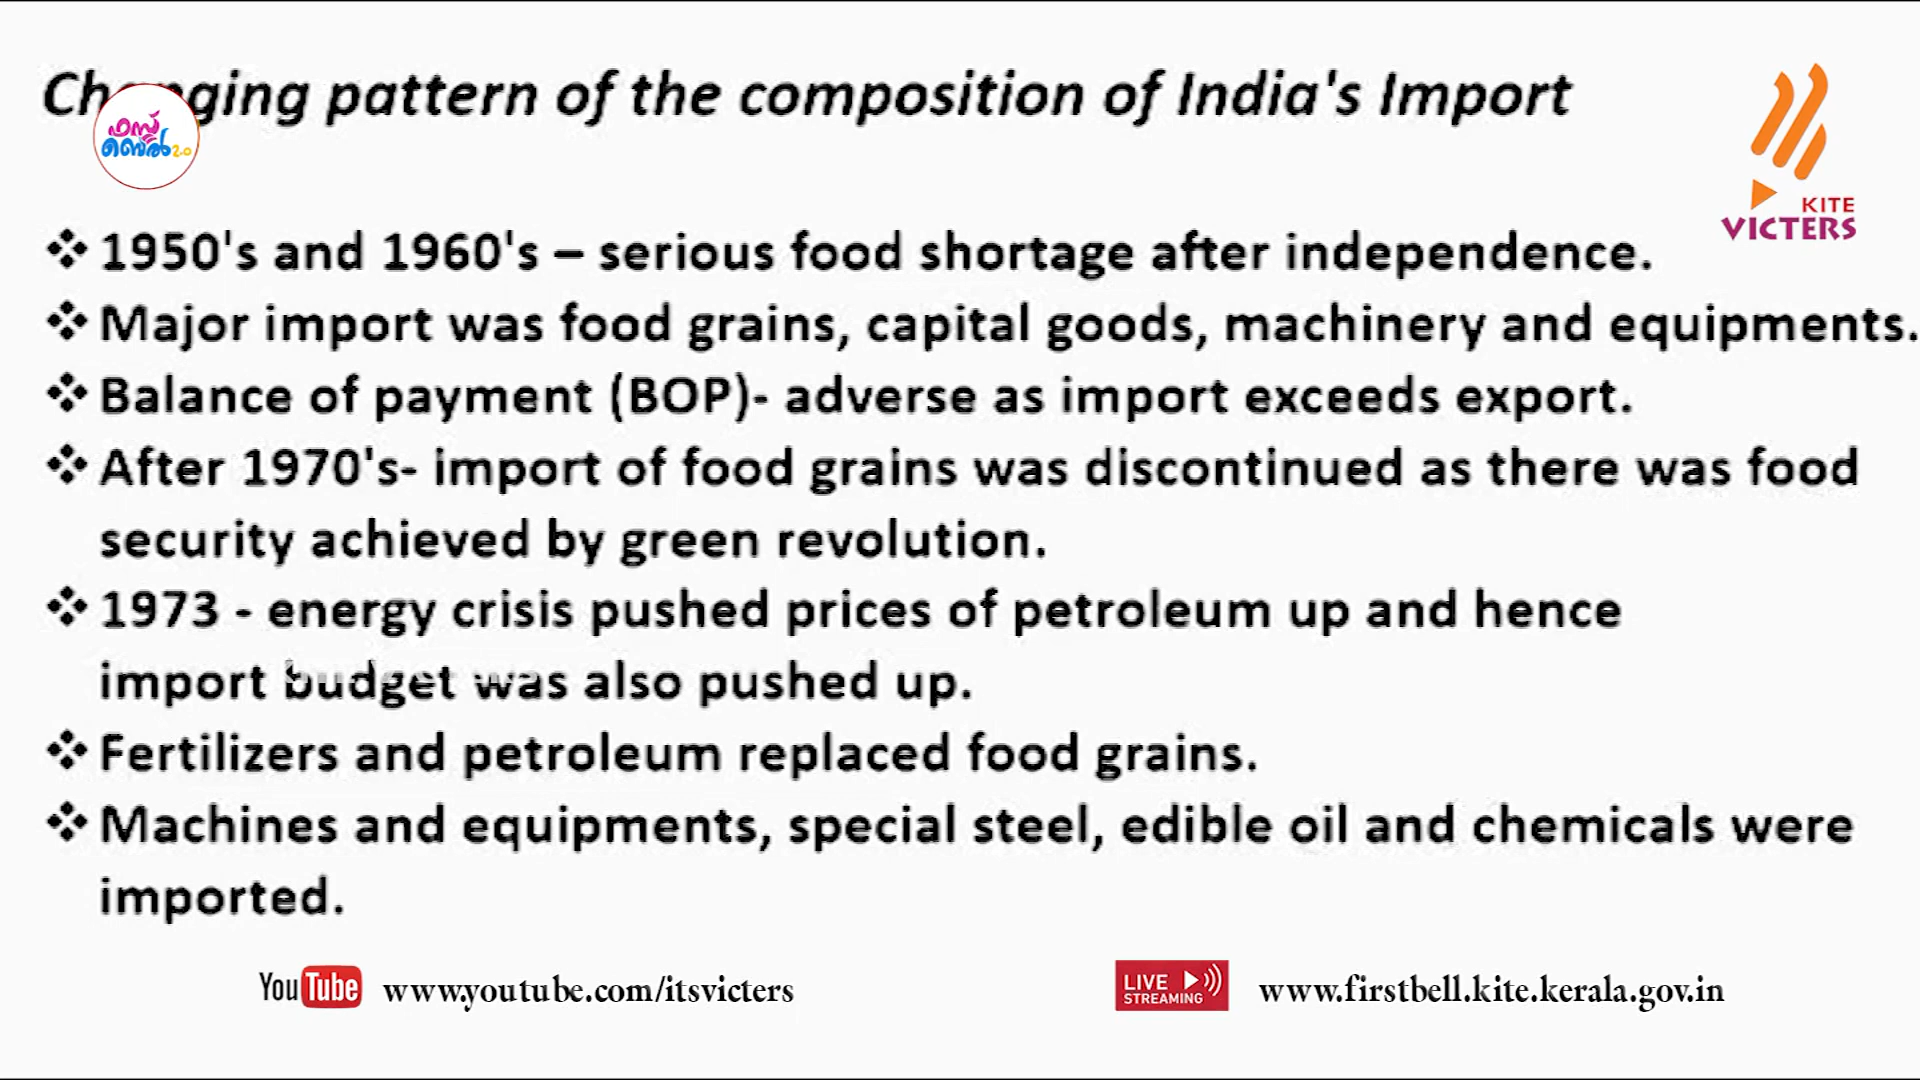 Changing pattern of the composition of India's Import
ഫസ്റ്റ്
ബെൽ 2.0
KITE
VICTERS
❖ 1950's and 1960's – serious food shortage after independence.
❖ Major import was food grains, capital goods, machinery and equipments.
❖ Balance of payment (BOP)- adverse as import exceeds export.
❖ After 1970's- import of food grains was discontinued as there was food
security achieved by green revolution.
❖ 1973 - energy crisis pushed prices of petroleum up and hence
import budget was also pushed up.
❖ Fertilizers and petroleum replaced food grains.
❖ Machines and equipments, special steel, edible oil and chemicals were
imported.
YouTube www.youtube.com/itsvicters
LIVE STREAMING www.firstbell.kite.kerala.gov.in